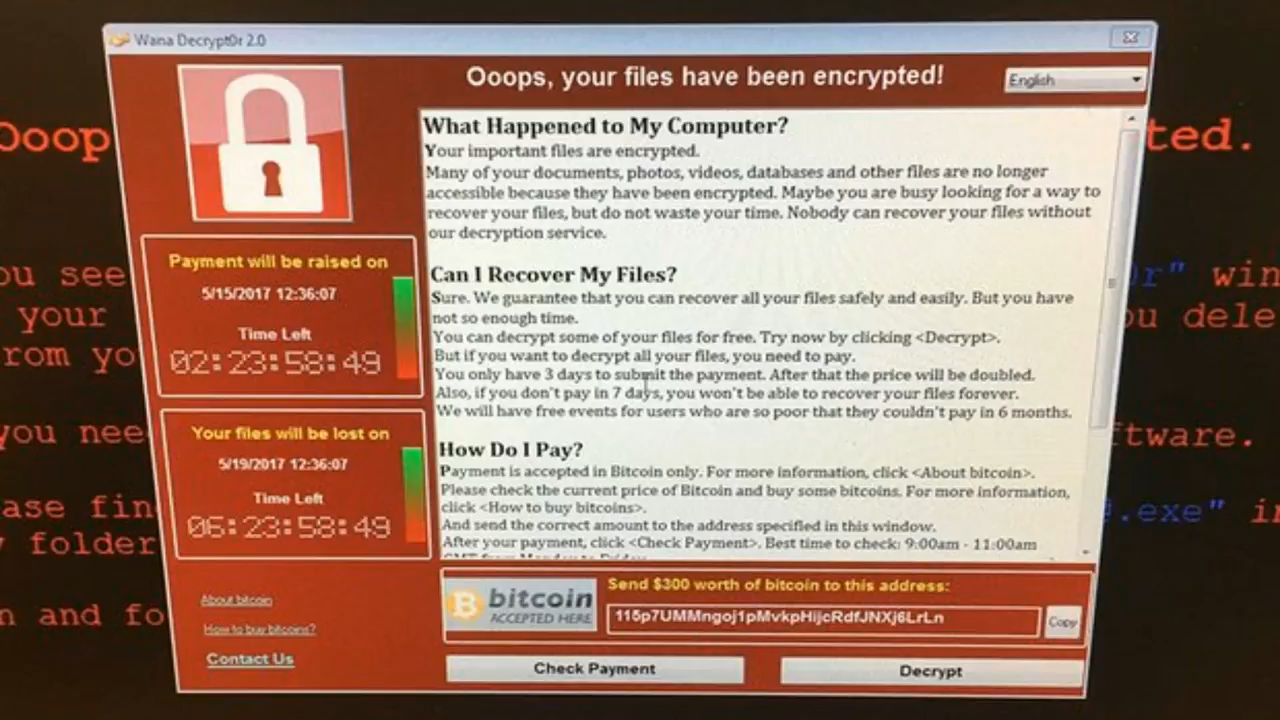 Wana Decrypt0r 2.0
Ooops, your files have been encrypted!
English
What Happened to My Computer?
Your important files are encrypted.
Many of your documents, photos, videos, databases and other files are no longer
accessible because they have been encrypted. Maybe you are busy looking for a way to
recover your files, but do not waste your time. Nobody can recover your files without
our decryption service.
Can I Recover My Files?
Sure. We guarantee that you can recover all your files safely and easily. But you have
not so enough time.
You can decrypt some of your files for free. Try now by clicking <Decrypt>.
But if you want to decrypt all your files, you need to pay.
You only have 3 days to submit the payment. After that the price will be doubled.
Also, if you don't pay in 7 days, you won't be able to recover your files forever.
We will have free events for users who are so poor that they couldn't pay in 6 months.
How Do I Pay?
Payment is accepted in Bitcoin only. For more information, click <About bitcoin>.
Please check the current price of Bitcoin and buy some bitcoins. For more information,
click <How to buy bitcoins>.
And send the correct amount to the address specified in this window.
After your payment, click <Check Payment>. Best time to check: 9:00am - 11:00am
GMT from Monday to Friday.
Payment will be raised on
5/15/2017 12:36:07
Time Left
02:23:58:49
Your files will be lost on
5/19/2017 12:36:07
Time Left
06:23:58:49
About bitcoin
How to buy bitcoins?
Contact Us
bitcoin
ACCEPTED HERE
Send $300 worth of bitcoin to this address:
115p7UMMngoj1pMvkpHijcRdfJNXj6LrLn
Copy
Check Payment
Decrypt
Ooop
ted.
ou see
0r" win
your
ou dele
rom yo
you nee
ftware.
ase fin
@.exe" in
folder
n and fo